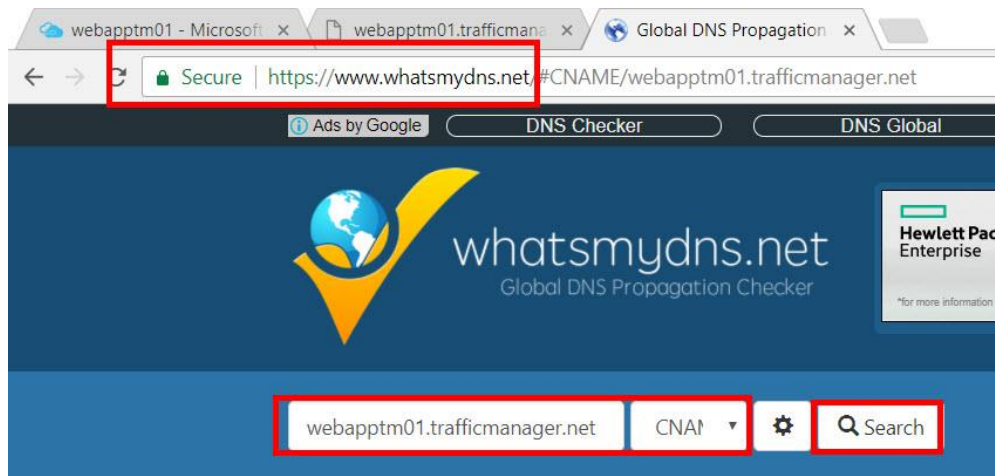 webapptm01 - Microsoft webapptm01.trafficmana Global DNS Propagation
Secure https://www.whatsmydns.net/#CNAME/webapptm01.trafficmanager.net
Ads by Google DNS Checker DNS Global
whatsmydns.net
Global DNS Propagation Checker
Hewlett Pac
Enterprise
*for more information
webapptm01.trafficmanager.net CNA Search